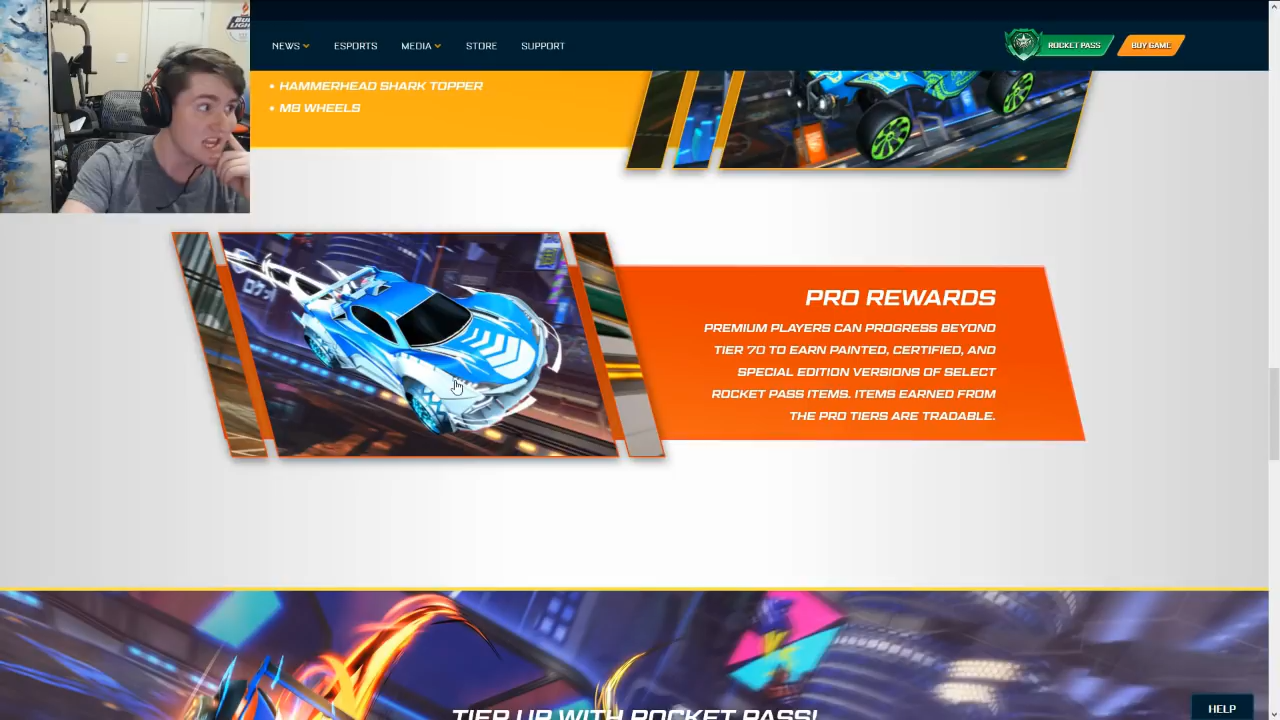 NEWS ESPORTS MEDIA STORE SUPPORT ROCKET PASS BUY GAME
• HAMMERHEAD SHARK TOPPER
• M8 WHEELS
PRO REWARDS
PREMIUM PLAYERS CAN PROGRESS BEYOND
TIER 70 TO EARN PAINTED, CERTIFIED, AND
SPECIAL EDITION VERSIONS OF SELECT
ROCKET PASS ITEMS. ITEMS EARNED FROM
THE PRO TIERS ARE TRADABLE.
TIER UP WITH ROCKET PASS!
HELP